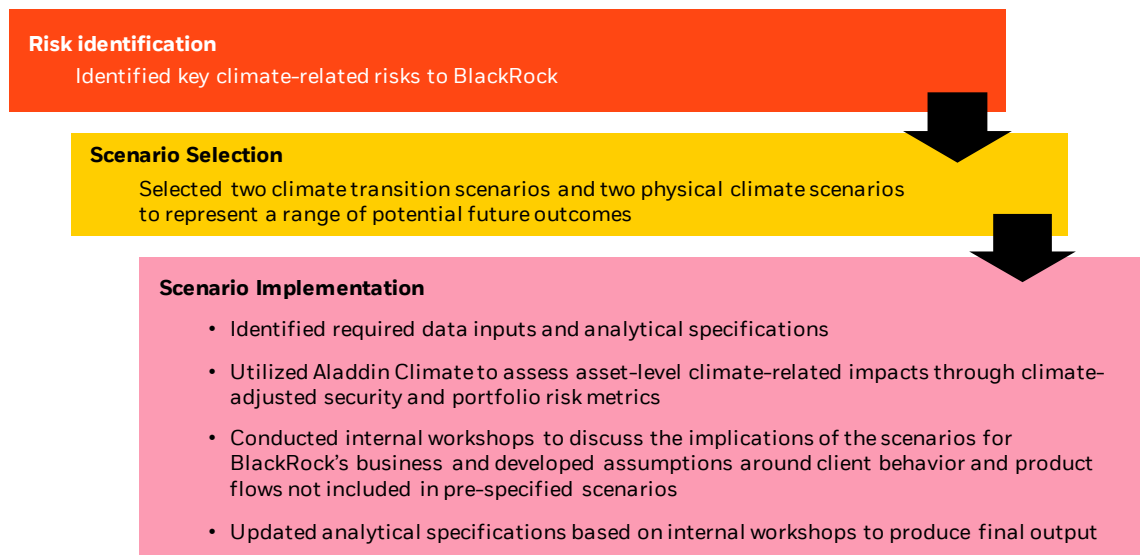 Risk identification
Identified key climate-related risks to BlackRock
Scenario Selection
Selected two climate transition scenarios and two physical climate scenarios
to represent a range of potential future outcomes
Scenario Implementation
• Identified required data inputs and analytical specifications
• Utilized Aladdin Climate to assess asset-level climate-related impacts through climate-
adjusted security and portfolio risk metrics
• Conducted internal workshops to discuss the implications of the scenarios for
BlackRock’s business and developed assumptions around client behavior and product
flows not included in pre-specified scenarios
• Updated analytical specifications based on internal workshops to produce final output